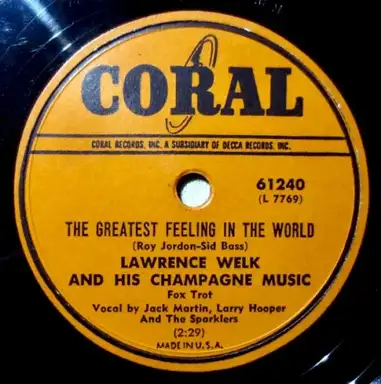 CORAL
CORAL RECORDS, INC. A SUBSIDIARY OF DECCA RECORDS, INC.
61240
(L 7769)
THE GREATEST FEELING IN THE WORLD
(Roy Jordon-Sid Bass)
LAWRENCE WELK
AND HIS CHAMPAGNE MUSIC
Fox Trot
Vocal by Jack Martin, Larry Hooper
And The Sparklers
(2:29)
MADE IN U.S.A.